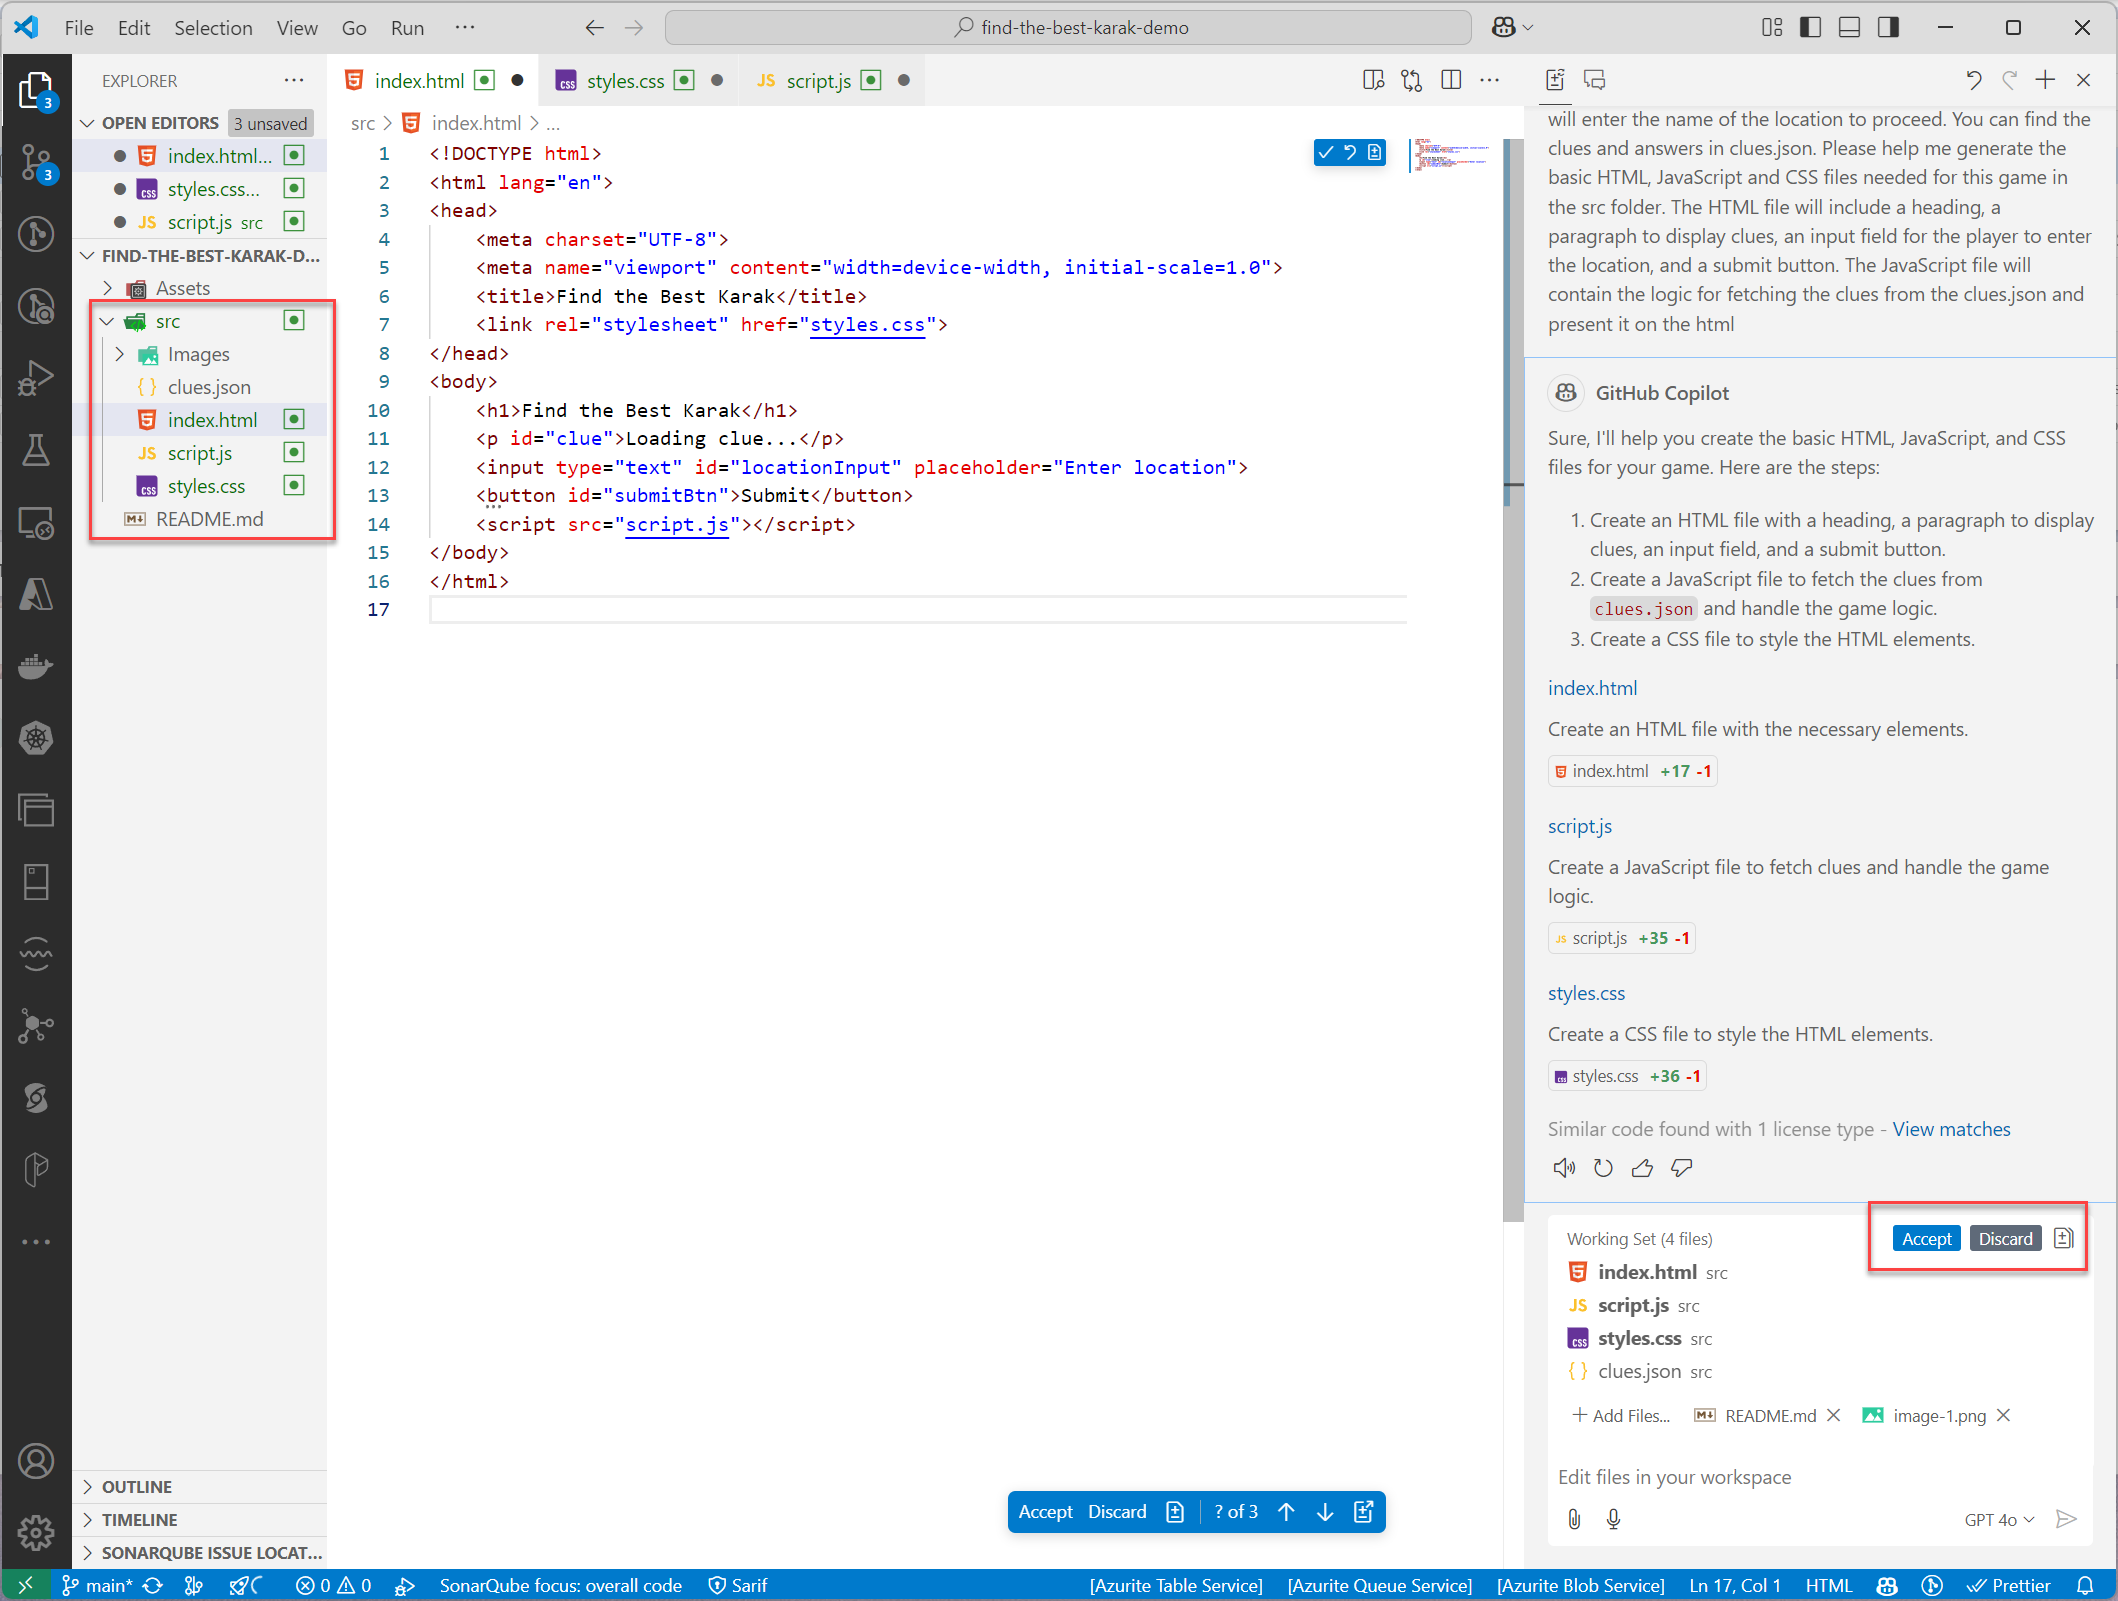 File Edit Selection View Go Run ...
find-the-best-karak-demo
EXPLORER
3
3
OPEN EDITORS 3 unsaved
index.html...
styles.css...
script.js src
FIND-THE-BEST-KARAK-D...
Assets
src
Images
clues.json
index.html
script.js
styles.css
README.md
OUTLINE
TIMELINE
SONARQUBE ISSUE LOCAT...
index.html styles.css script.js
src > index.html > ...
1 <!DOCTYPE html>
2 <html lang="en">
3 <head>
4 <meta charset="UTF-8">
5 <meta name="viewport" content="width=device-width, initial-scale=1.0">
6 <title>Find the Best Karak</title>
7 <link rel="stylesheet" href="styles.css">
8 </head>
9 <body>
10 <h1>Find the Best Karak</h1>
11 <p id="clue">Loading clue...</p>
12 <input type="text" id="locationInput" placeholder="Enter location">
13 <button id="submitBtn">Submit</button>
14 <script src="script.js"></script>
15 </body>
16 </html>
17
Accept Discard ? of 3
will enter the name of the location to proceed. You can find the
clues and answers in clues.json. Please help me generate the
basic HTML, JavaScript and CSS files needed for this game in
the src folder. The HTML file will include a heading, a
paragraph to display clues, an input field for the player to enter
the location, and a submit button. The JavaScript file will
contain the logic for fetching the clues from the clues.json and
present it on the html
GitHub Copilot
Sure, I'll help you create the basic HTML, JavaScript, and CSS
files for your game. Here are the steps:
1. Create an HTML file with a heading, a paragraph to display
clues, an input field, and a submit button.
2. Create a JavaScript file to fetch the clues from
clues.json and handle the game logic.
3. Create a CSS file to style the HTML elements.
index.html
Create an HTML file with the necessary elements.
index.html +17 -1
script.js
Create a JavaScript file to fetch clues and handle the game
logic.
JS script.js +35 -1
styles.css
Create a CSS file to style the HTML elements.
styles.css +36 -1
Similar code found with 1 license type - View matches
Working Set (4 files) Accept Discard
index.html src
JS script.js src
styles.css src
{ } clues.json src
+ Add Files... README.md image-1.png
Edit files in your workspace
GPT 4o
main* 0 0 SonarQube focus: overall code Sarif [Azurite Table Service] [Azurite Queue Service] [Azurite Blob Service] Ln 17, Col 1 HTML Prettier